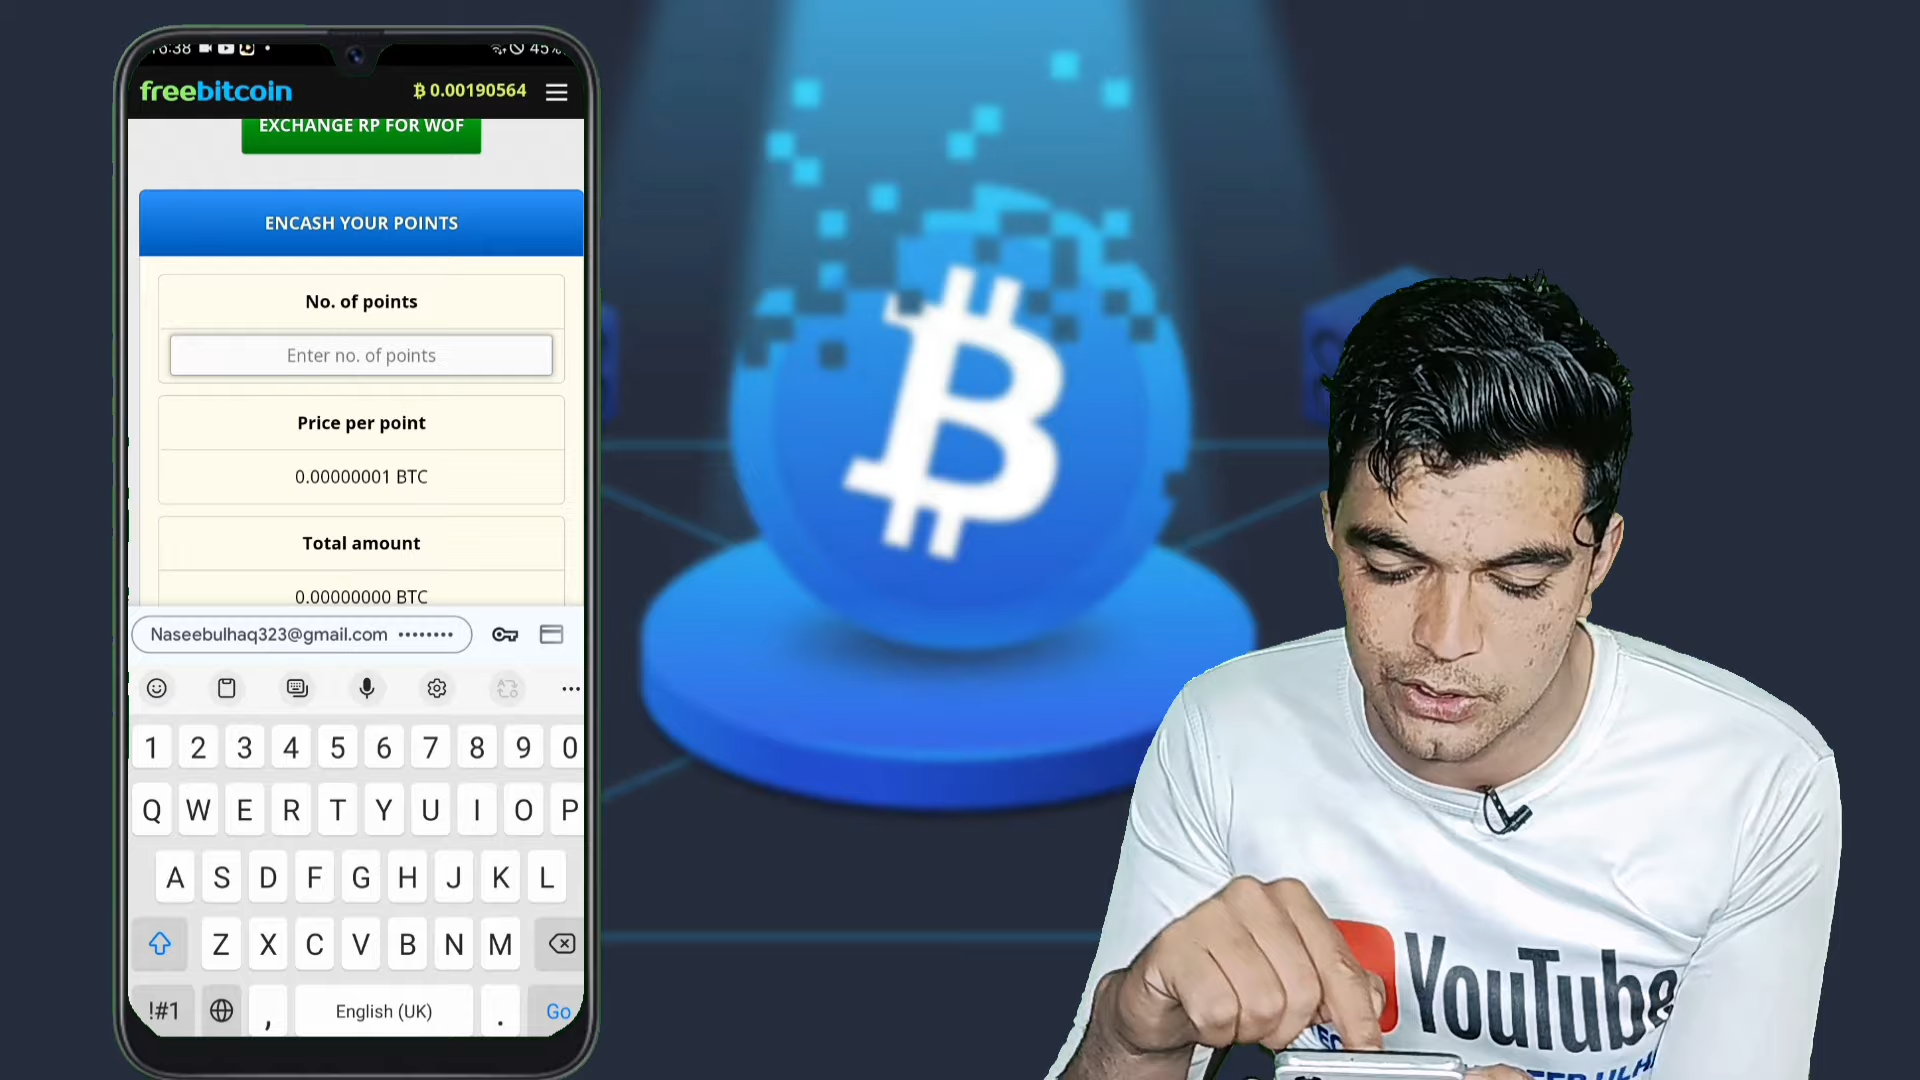 16:38
45%
freebitcoin
₿ 0.00190564
EXCHANGE RP FOR WOF
ENCASH YOUR POINTS
No. of points
Enter no. of points
Price per point
0.00000001 BTC
Total amount
0.00000000 BTC
Naseebulhaq323@gmail.com ••••••••
1 2 3 4 5 6 7 8 9 0
Q W E R T Y U I O P
A S D F G H J K L
Z X C V B N M
!#1 , English (UK) . Go
YouTube